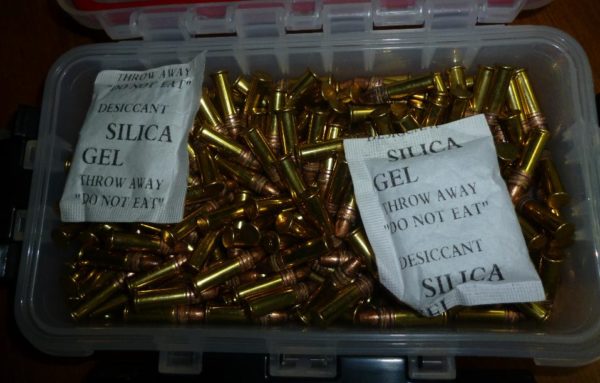 THROW AWAY
"DO NOT EAT"
DESICCANT
SILICA
GEL
THROW AWAY
"DO NOT EAT"
SILICA
GEL
THROW AWAY
"DO NOT EAT"
DESICCANT
SILICA
GEL